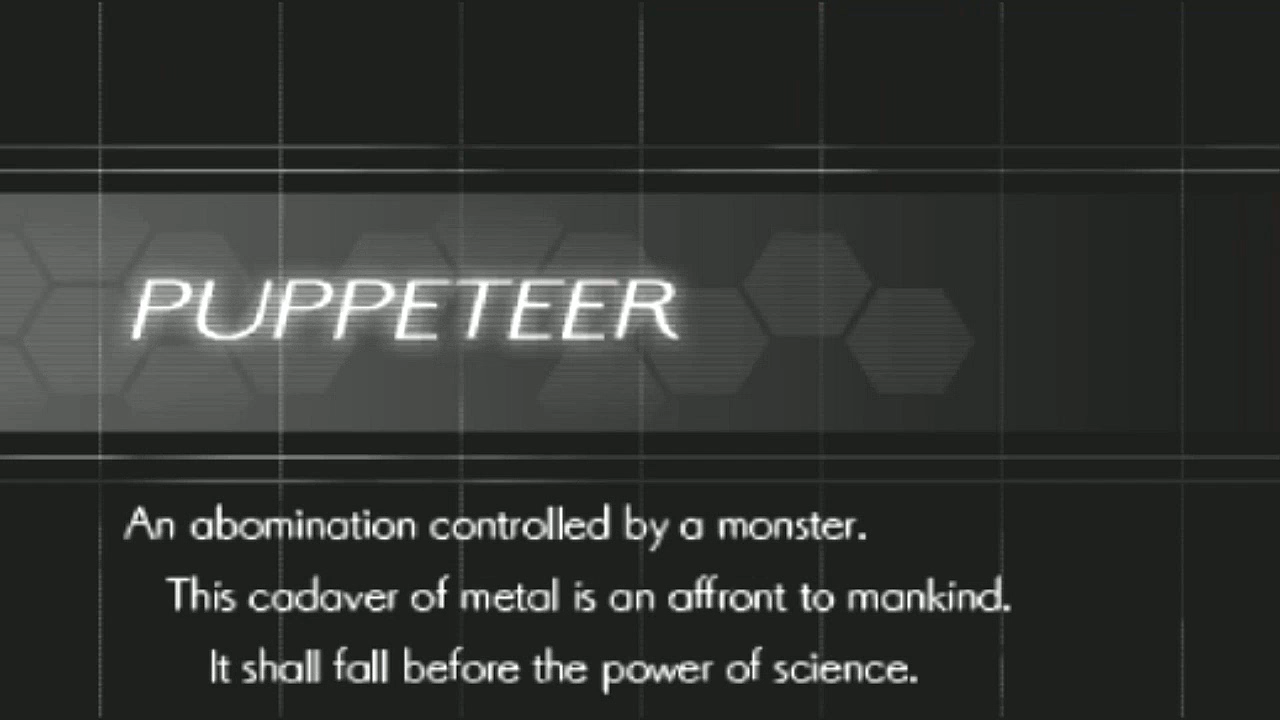 PUPPETEER
An abomination controlled by a monster.
This cadaver of metal is an affront to mankind.
It shall fall before the power of science.